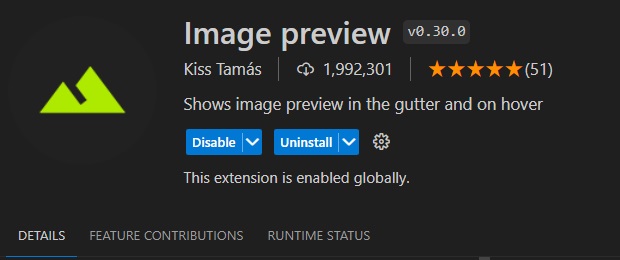 Image preview v0.30.0
Kiss Tamás 1,992,301 (51)
Shows image preview in the gutter and on hover
Disable Uninstall
This extension is enabled globally.
DETAILS FEATURE CONTRIBUTIONS RUNTIME STATUS